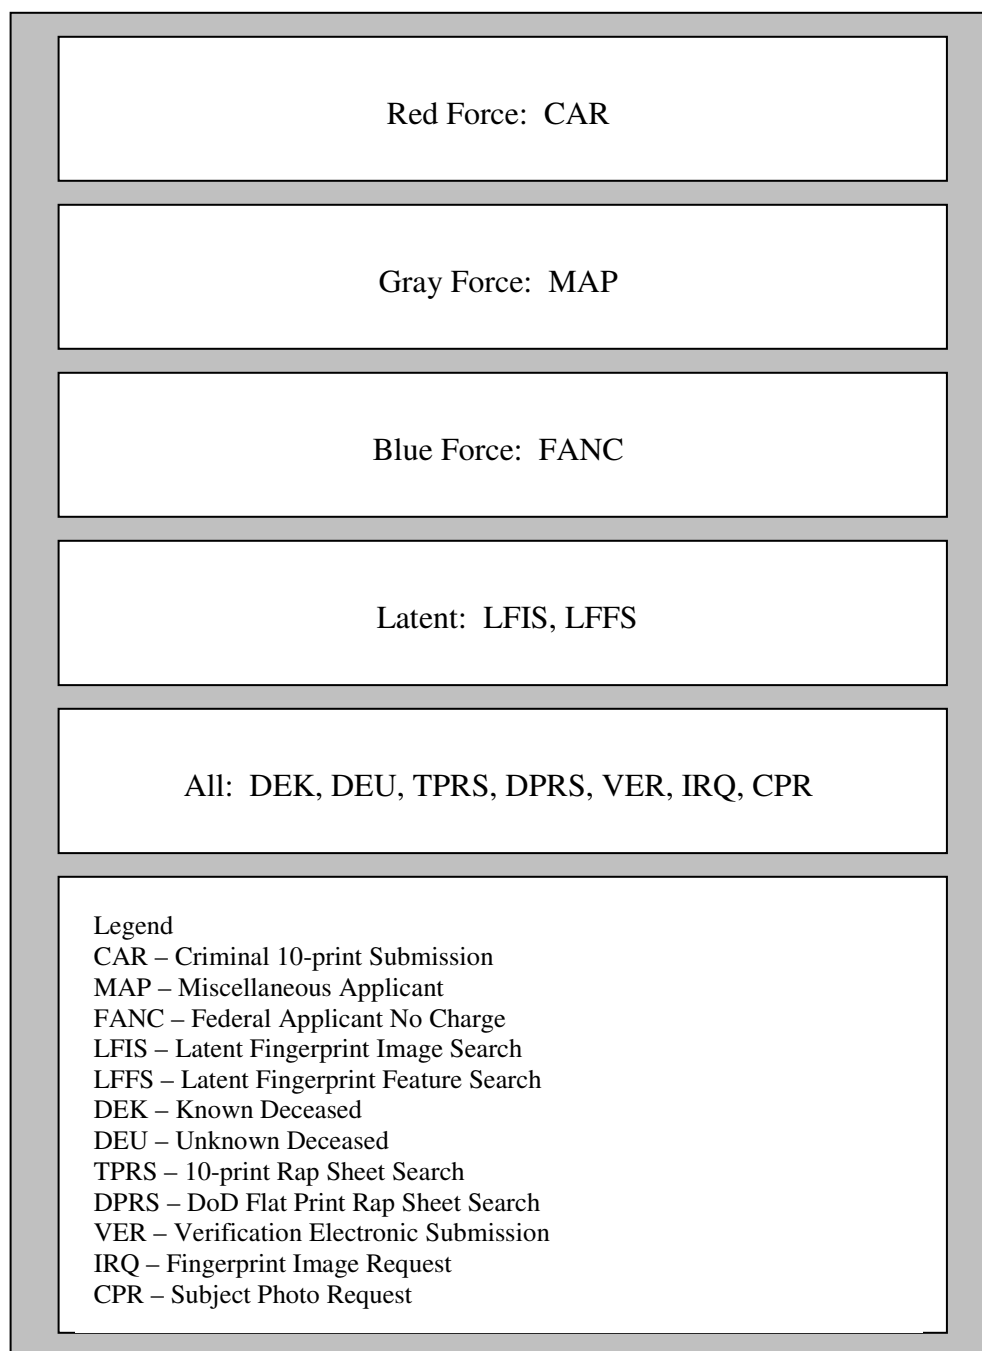 Red Force:  CAR
Gray Force:  MAP
Blue Force:  FANC
Latent:  LFIS, LFFS
All:  DEK, DEU, TPRS, DPRS, VER, IRQ, CPR
Legend
CAR – Criminal 10-print Submission
MAP – Miscellaneous Applicant
FANC – Federal Applicant No Charge
LFIS – Latent Fingerprint Image Search
LFFS – Latent Fingerprint Feature Search
DEK – Known Deceased
DEU – Unknown Deceased
TPRS – 10-print Rap Sheet Search
DPRS – DoD Flat Print Rap Sheet Search
VER – Verification Electronic Submission
IRQ – Fingerprint Image Request
CPR – Subject Photo Request